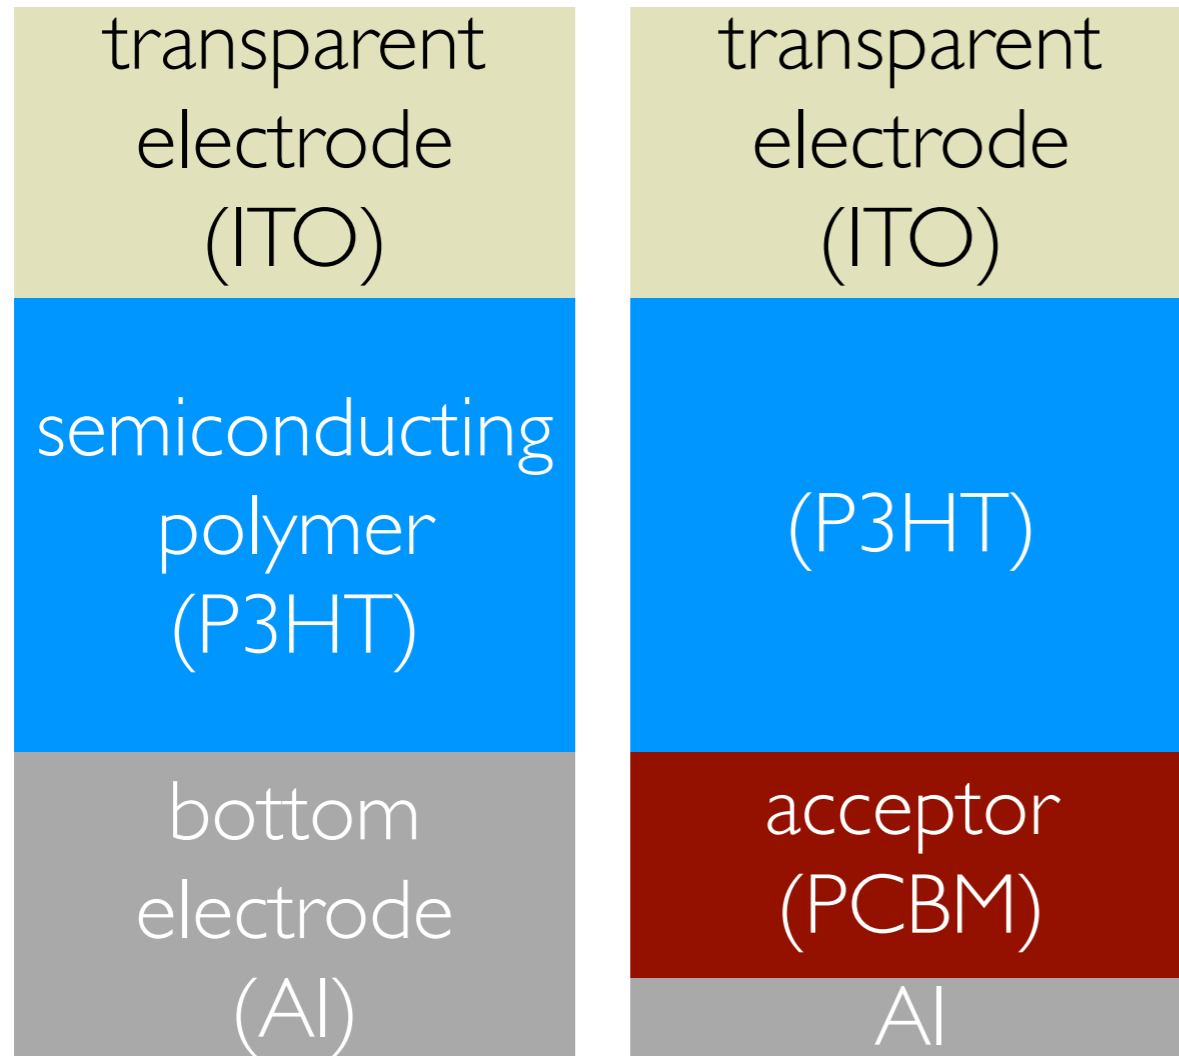 transparent
electrode
(ITO)
semiconducting
polymer
(P3HT)
bottom
electrode
(Al)
transparent
electrode
(ITO)
(P3HT)
acceptor
(PCBM)
Al